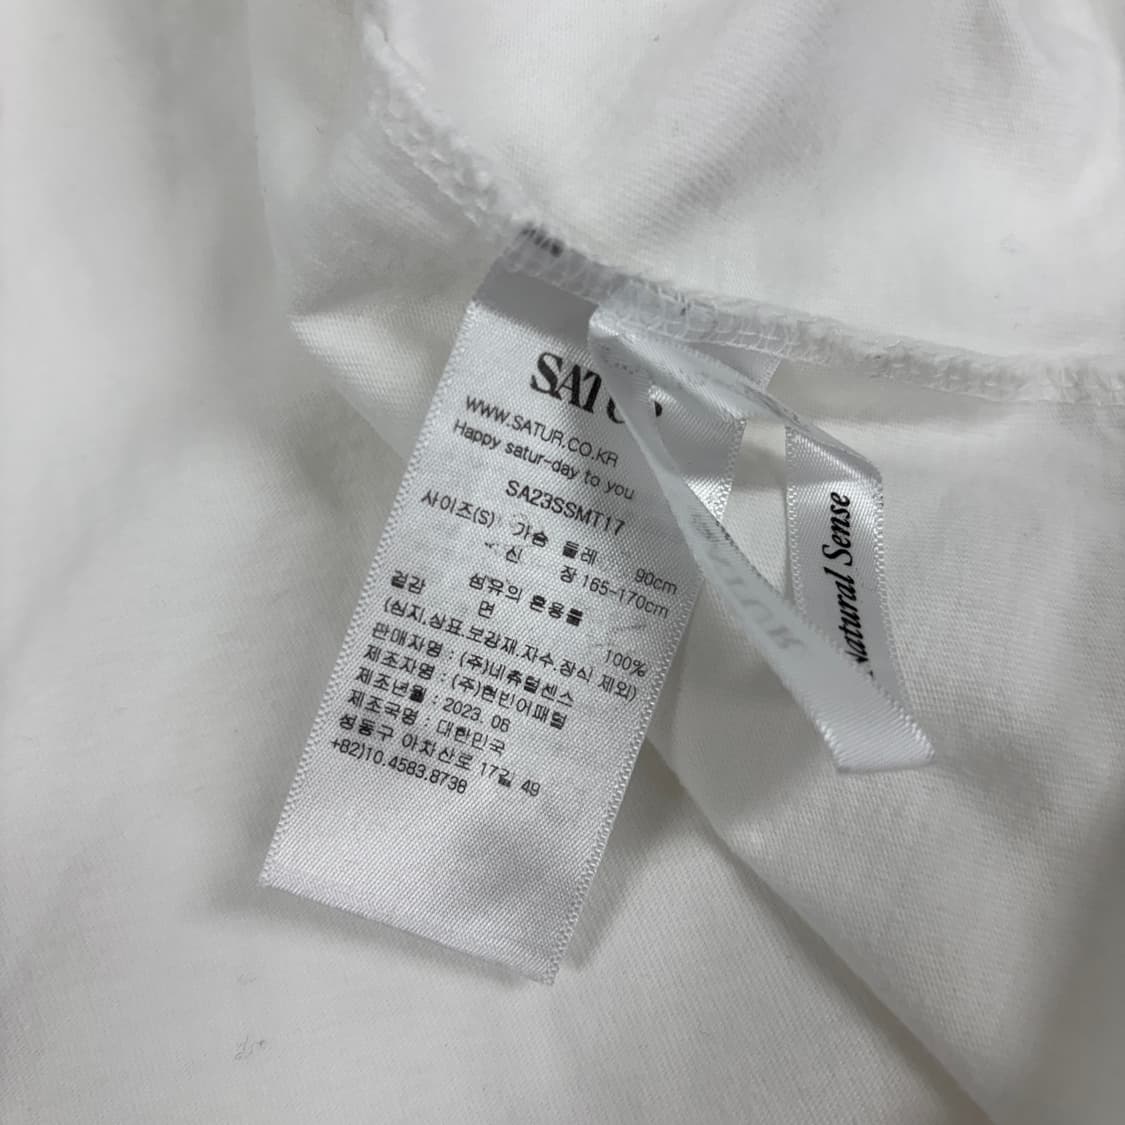 SATUR
WWW.SATUR.CO.KR
Happy satur-day to you
SA23SSMT17
사이즈(S) 가슴 둘레 90cm
신 장 165-170cm
겉감 섬유의 혼용률
면 100%
(심지,상표,보강재,자수,장식 제외)
판매자명 : (주)네츄럴센스
제조자명 : (주)현빈어패럴
제조년월 : 2023. 06
제조국명 : 대한민국
성동구 아차산로 17길 49
+82)10.4583.8738
Natural Sense